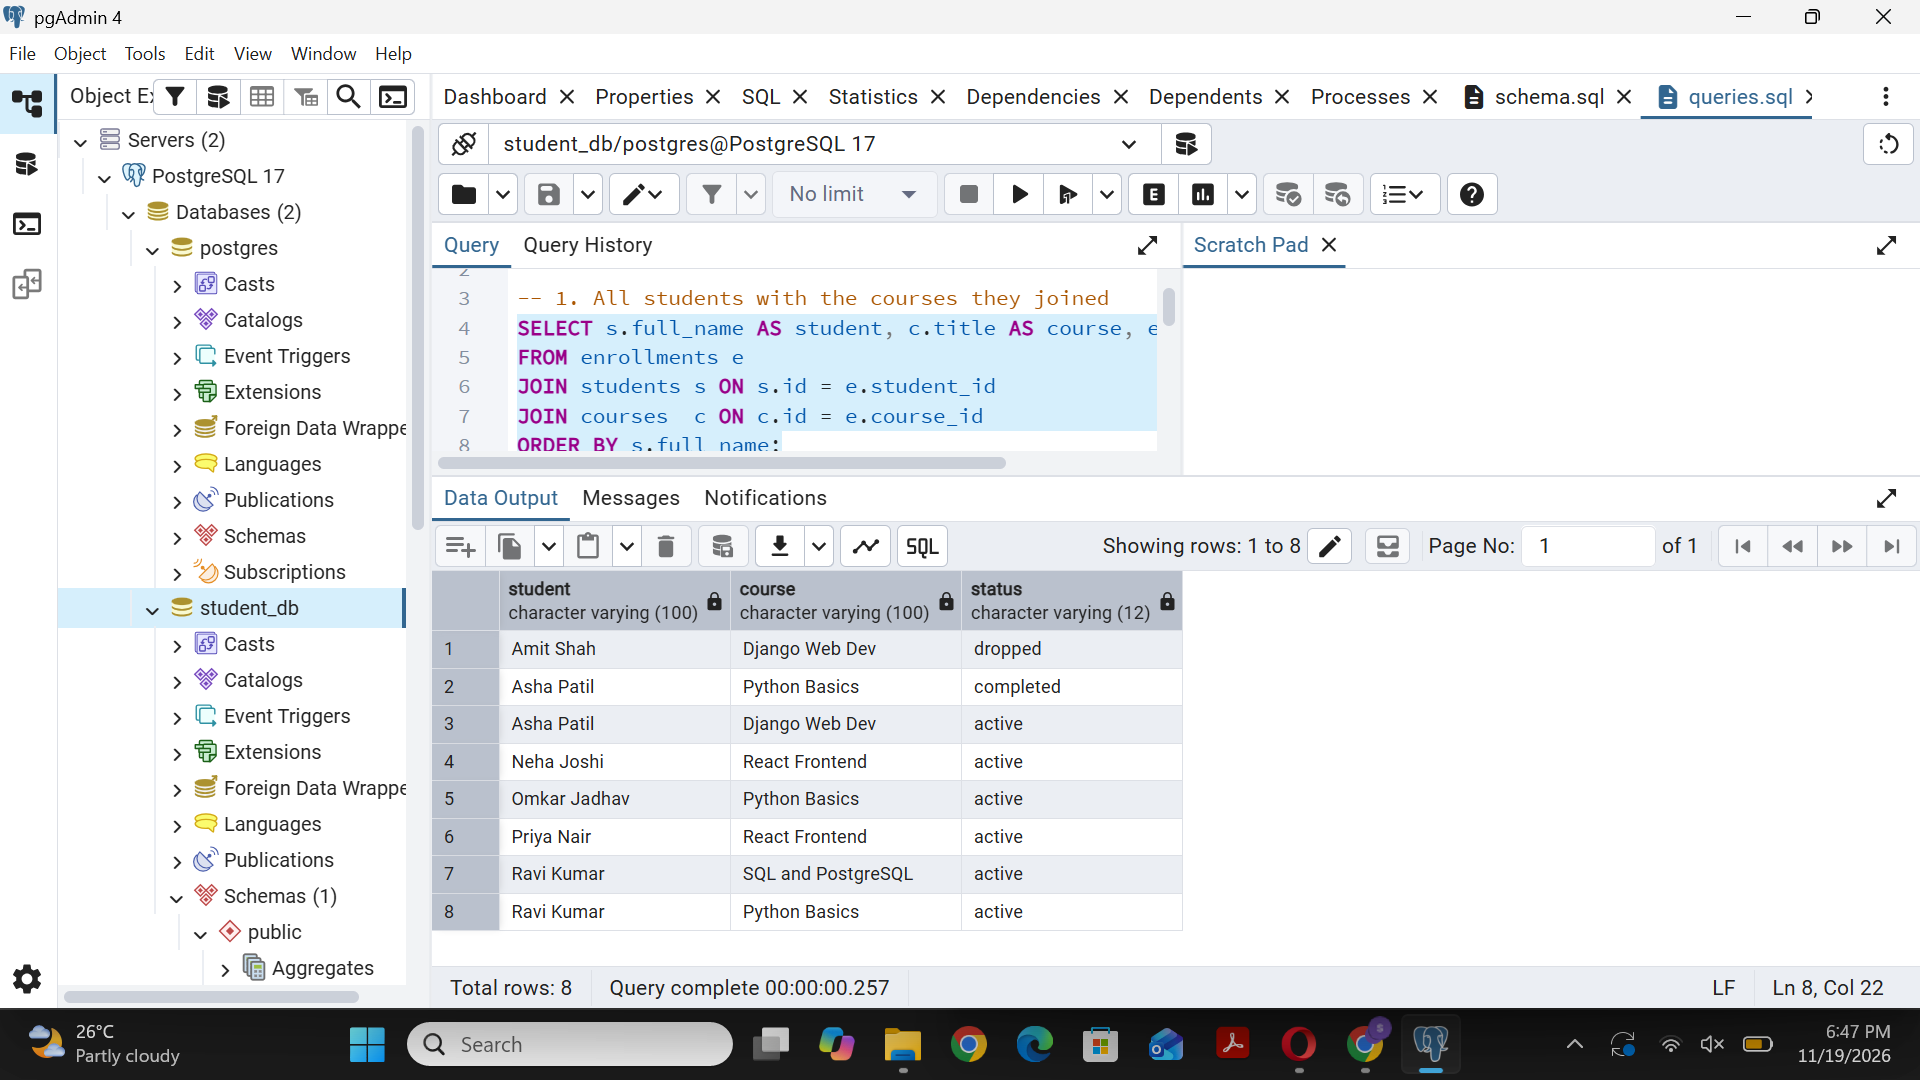 pgAdmin 4
File Object Tools Edit View Window Help
Object Ex
Dashboard Properties SQL Statistics Dependencies Dependents Processes schema.sql queries.sql
Servers (2)
PostgreSQL 17
Databases (2)
postgres
Casts
Catalogs
Event Triggers
Extensions
Foreign Data Wrappe
Languages
Publications
Schemas
Subscriptions
student_db
Casts
Catalogs
Event Triggers
Extensions
Foreign Data Wrappe
Languages
Publications
Schemas (1)
public
Aggregates
student_db/postgres@PostgreSQL 17
No limit
E
Query Query History
Scratch Pad
2
3 -- 1. All students with the courses they joined
4 SELECT s.full_name AS student, c.title AS course, e
5 FROM enrollments e
6 JOIN students s ON s.id = e.student_id
7 JOIN courses  c ON c.id = e.course_id
8 ORDER BY s.full_name;
Data Output Messages Notifications
SQL Showing rows: 1 to 8 Page No: 1 of 1
student character varying (100) course character varying (100) status character varying (12)
1 Amit Shah Django Web Dev dropped
2 Asha Patil Python Basics completed
3 Asha Patil Django Web Dev active
4 Neha Joshi React Frontend active
5 Omkar Jadhav Python Basics active
6 Priya Nair React Frontend active
7 Ravi Kumar SQL and PostgreSQL active
8 Ravi Kumar Python Basics active
Total rows: 8 Query complete 00:00:00.257 LF Ln 8, Col 22
26°C
Partly cloudy
Search
S
6:47 PM
11/19/2026